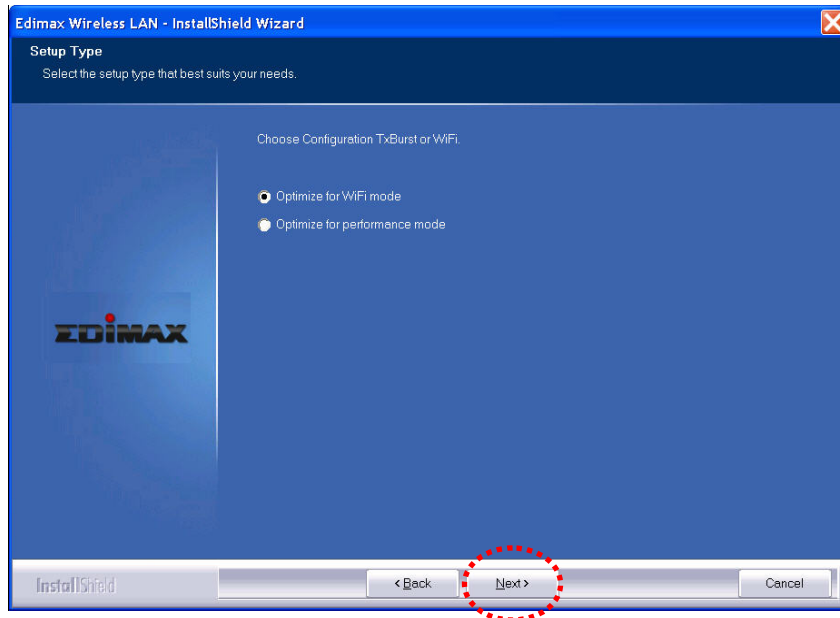 Edimax Wireless LAN - InstallShield Wizard
Setup Type
Select the setup type that best suits your needs.
Choose Configuration TxBurst or WiFi.
Optimize for WiFi mode
Optimize for performance mode
EDIMAX
InstallShield
< Back
Next >
Cancel